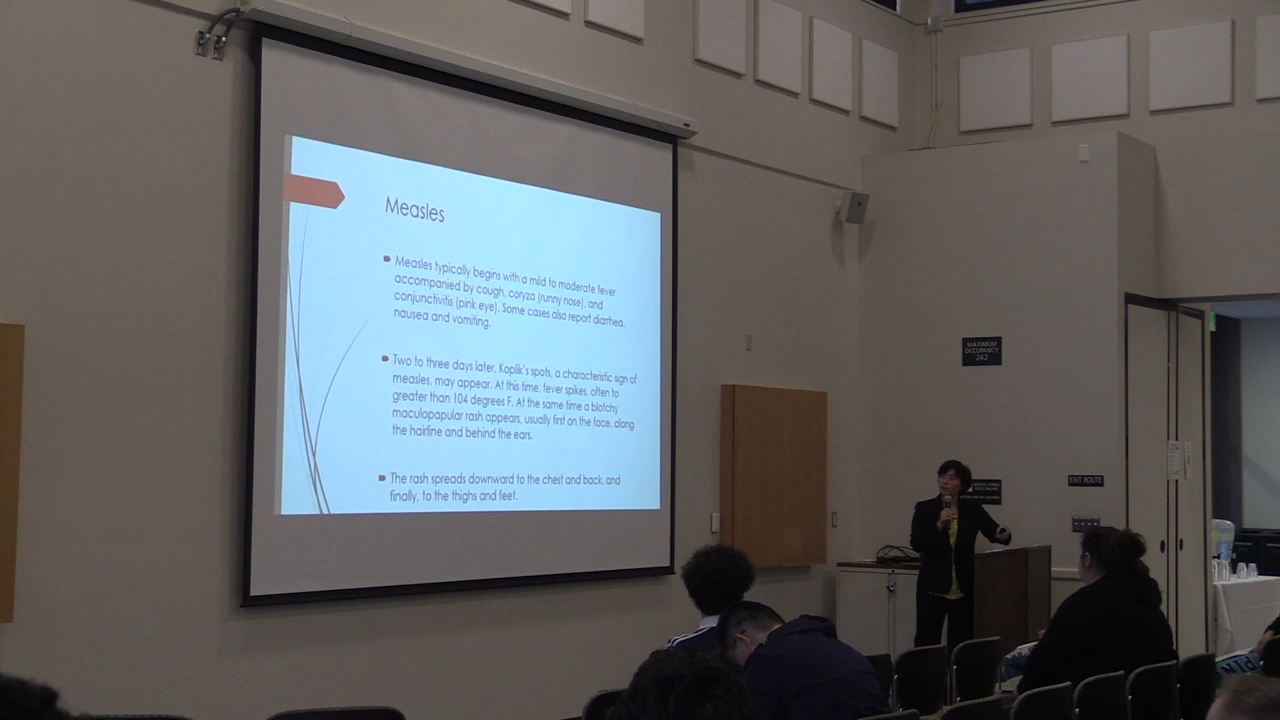 Measles
Measles typically begins with a mild to moderate fever
accompanied by cough, coryza (runny nose), and
conjunctivitis (pink eye). Some cases also report diarrhea,
nausea and vomiting.
Two to three days later, Koplik's spots, a characteristic sign of
measles, may appear. At this time, fever spikes, often to
greater than 104 degrees F. At the same time a blotchy
maculopapular rash appears, usually first on the face, along
the hairline and behind the ears.
The rash spreads downward to the chest and back, and
finally, to the thighs and feet.
MAXIMUM
OCCUPANCY
242
EXIT ROUTE